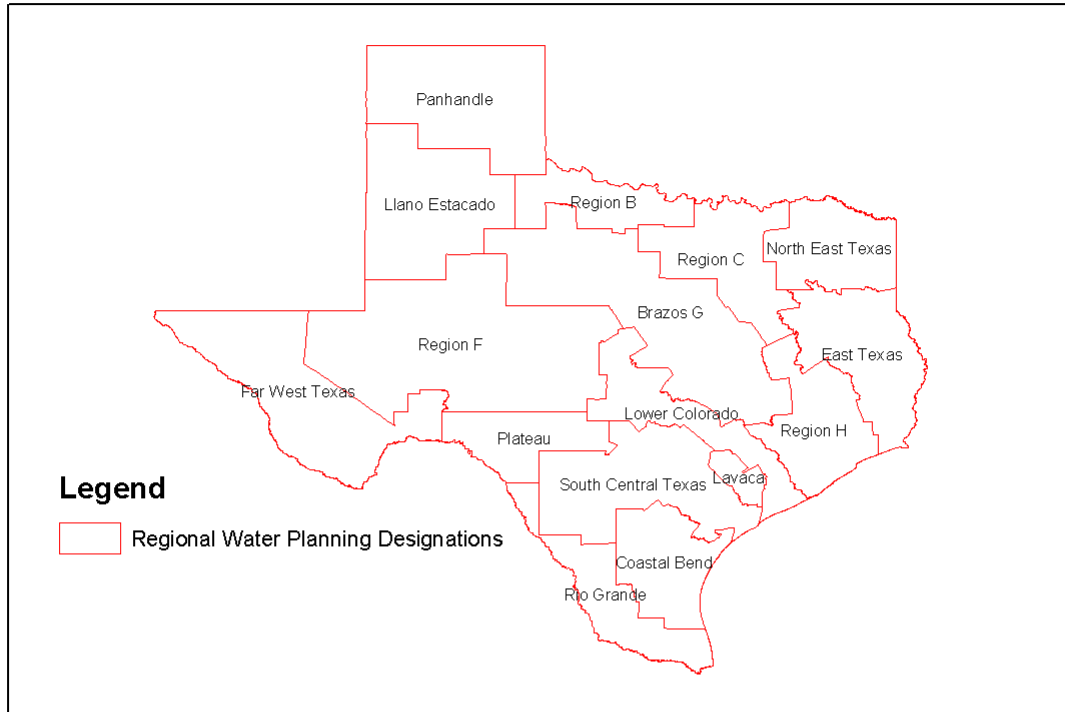 Panhandle
Llano Estacado
Region B
North East Texas
Region C
Brazos G
Region F
East Texas
Far West Texas
Lower Colorado
Region H
Plateau
Lavaca
South Central Texas
Legend
Regional Water Planning Designations
Coastal Bend
Rio Grande